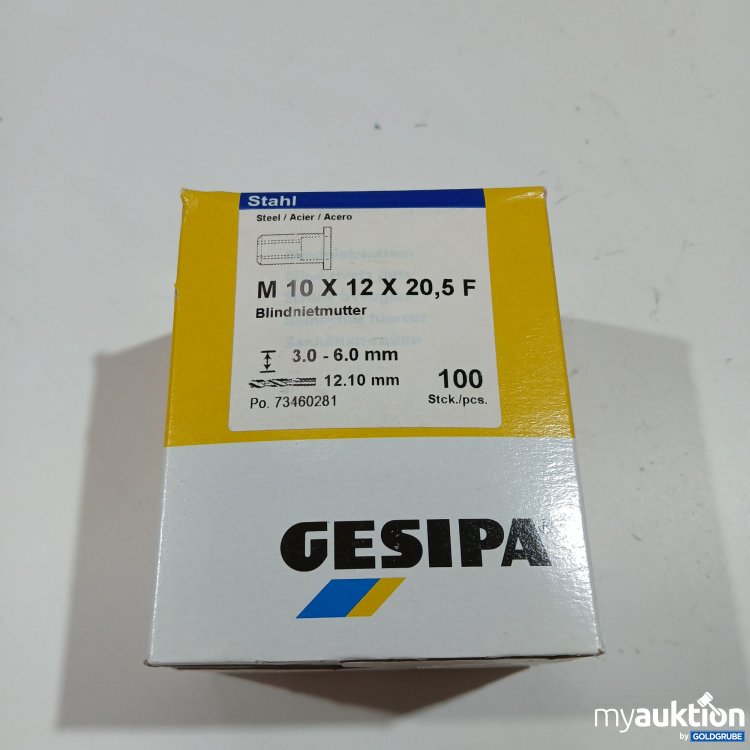 Stahl
Steel / Acier / Acero
M 10 X 12 X 20,5 F
Blindnietmutter
3.0 - 6.0 mm
12.10 mm
100
Po. 73460281
Stck./pcs.
GESIPA
myauktion
by GOLDGRUBE